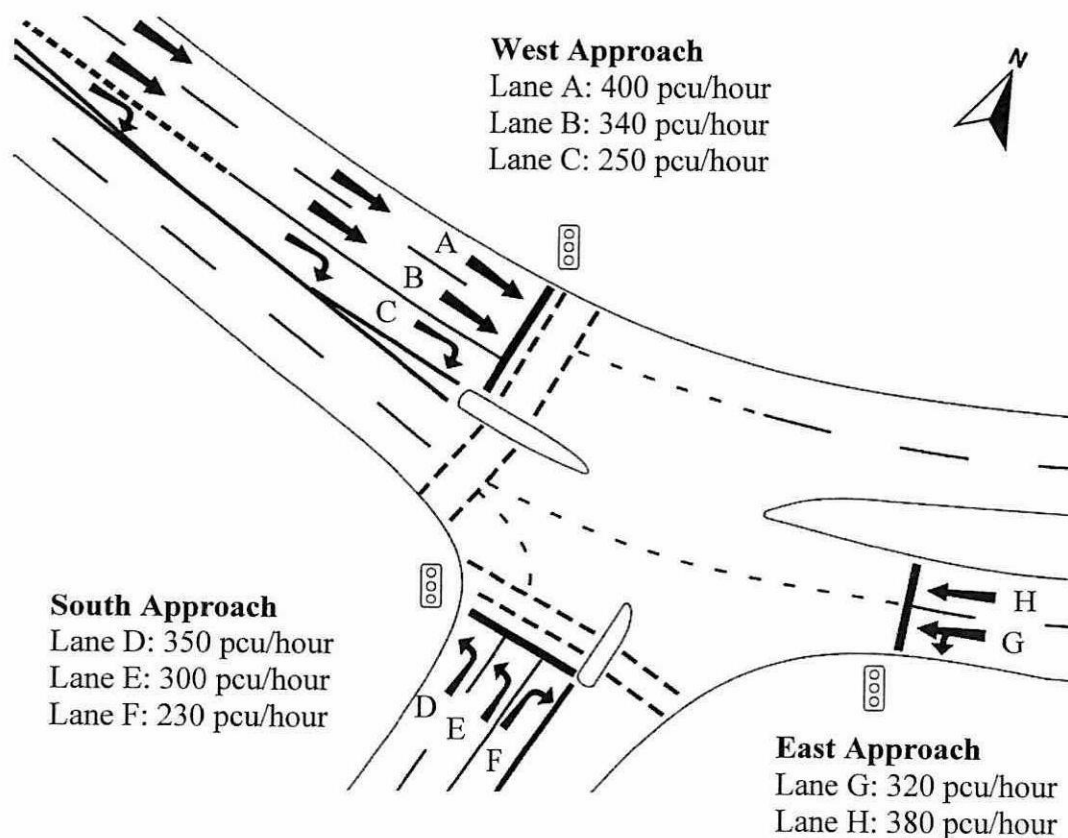 West Approach
Lane A: 400 pcu/hour
Lane B: 340 pcu/hour
Lane C: 250 pcu/hour
N
A
B
C
South Approach
Lane D: 350 pcu/hour
Lane E: 300 pcu/hour
Lane F: 230 pcu/hour
D
E
F
H
G
East Approach
Lane G: 320 pcu/hour
Lane H: 380 pcu/hour